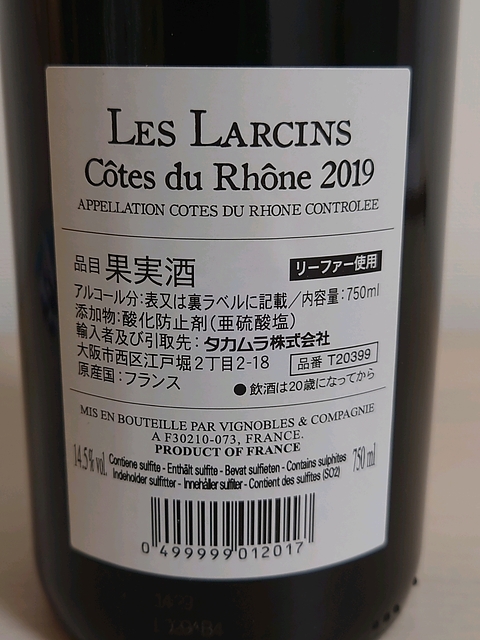 LES LARCINS
Côtes du Rhône 2019
APPELLATION COTES DU RHONE CONTROLEE
品目 果実酒 リーファー使用
アルコール分:表又は裏ラベルに記載/内容量:750ml
添加物:酸化防止剤(亜硫酸塩)
輸入者及び引取先:タカムラ株式会社
大阪市西区江戸堀2丁目2-18 品番 T20399
原産国:フランス
●飲酒は20歳になってから
MIS EN BOUTEILLE PAR VIGNOBLES & COMPAGNIE
A F30210-073, FRANCE.
PRODUCT OF FRANCE
14.5% vol. Contiene sulfite - Enthält sulfite - Bevat sulfieten - Contains sulphites 750 ml
Indeholder sulfitter - Innehåller sulfiter - Contient des sulfites (SO2)
0 499999 012017